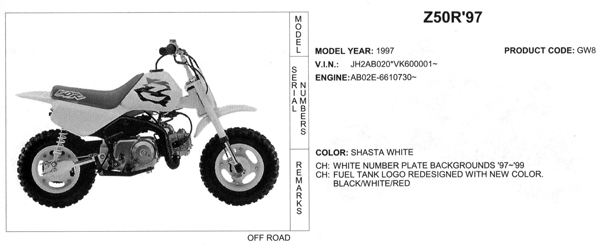 Z50R'97
MODEL
MODEL YEAR: 1997 PRODUCT CODE: GW8
SERIAL NUMBERS
V.I.N.: JH2AB020*VK600001~
ENGINE:AB02E-6610730~
REMARKS
COLOR: SHASTA WHITE
CH: WHITE NUMBER PLATE BACKGROUNDS '97~'99
CH: FUEL TANK LOGO REDESIGNED WITH NEW COLOR.
BLACK/WHITE/RED
OFF ROAD